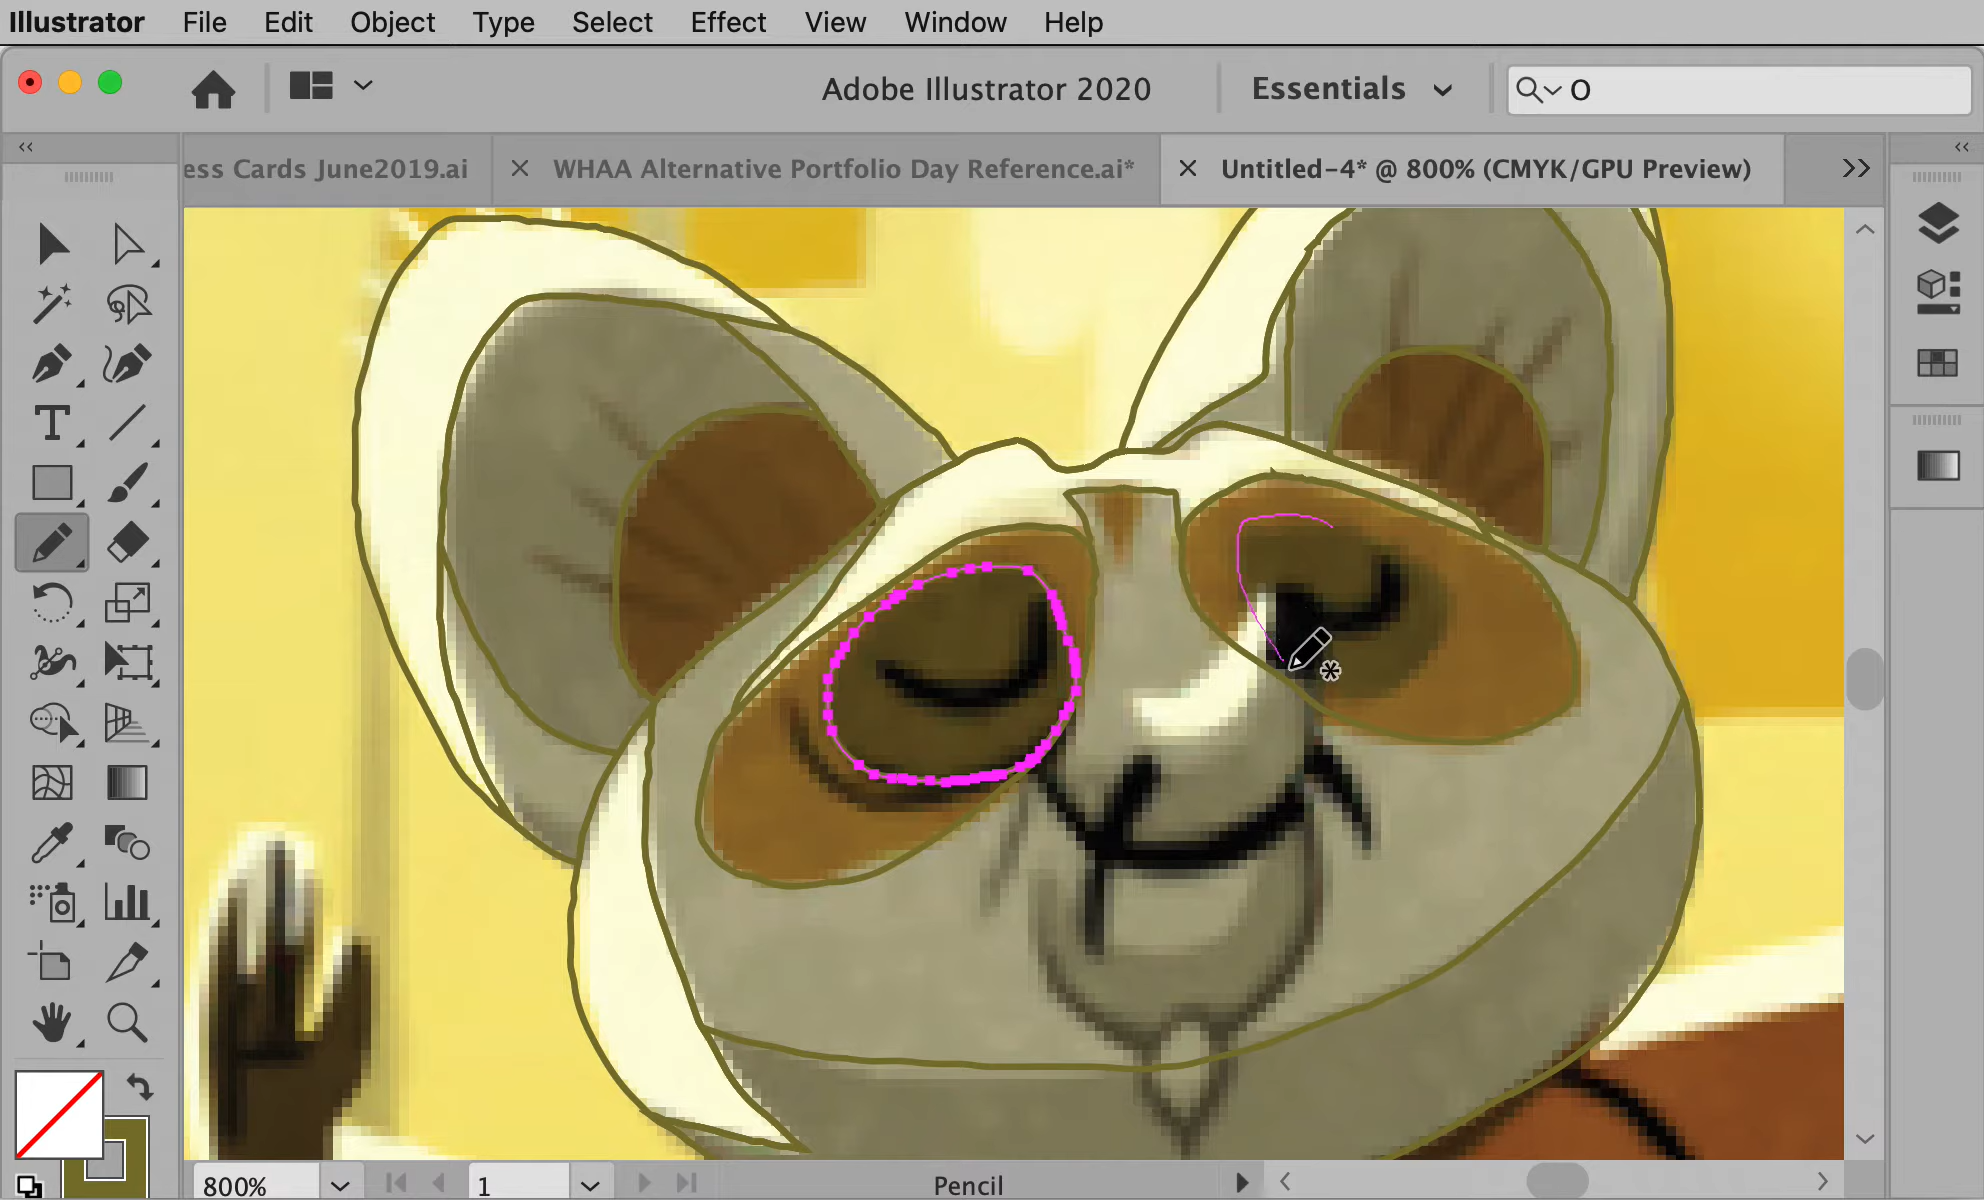 Illustrator File Edit Object Type Select Effect View Window Help
Adobe Illustrator 2020 Essentials O
ess Cards June2019.ai × WHAA Alternative Portfolio Day Reference.ai* × Untitled-4* @ 800% (CMYK/GPU Preview)
800% 1 Pencil